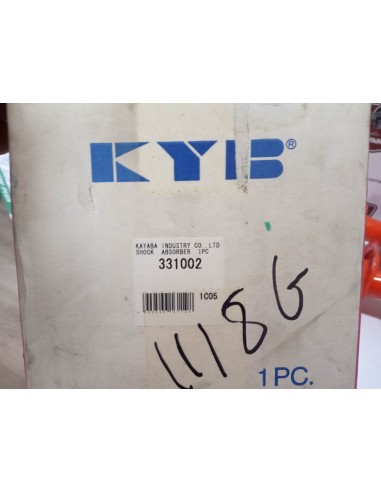 KYB®
KAYABA INDUSTRY CO.,LTD
SHOCK ABSORBER 1PC
331002
1C05
1118G
1 PC.